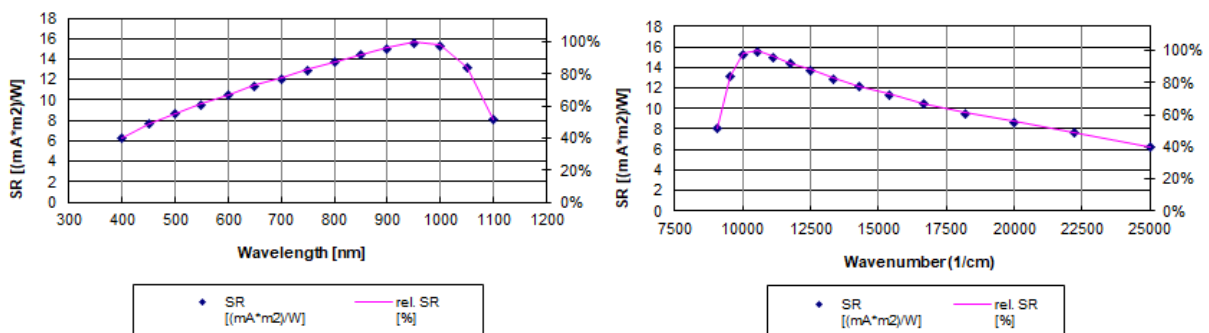 18
16
14
12
10
8
6
4
2
0
SR [(mA*m2)/W]
100%
80%
60%
40%
20%
0%
300 400 500 600 700 800 900 1000 1100 1200
Wavelength [nm]
SR
[(mA*m2)/W]
rel. SR
[%]
18
16
14
12
10
8
6
4
2
0
SR [(mA*m2)/W]
100%
80%
60%
40%
20%
0%
7500 10000 12500 15000 17500 20000 22500 25000
Wavenumber (1/cm)
SR
[(mA*m2)/W]
rel. SR
[%]